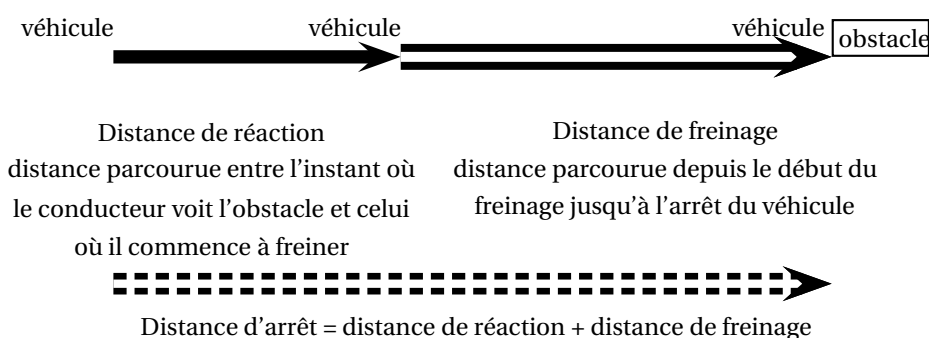 véhicule véhicule véhicule obstacle
Distance de réaction
distance parcourue entre l'instant où
le conducteur voit l'obstacle et celui
où il commence à freiner
Distance de freinage
distance parcourue depuis le début du
freinage jusqu'à l'arrêt du véhicule
Distance d'arrêt = distance de réaction + distance de freinage